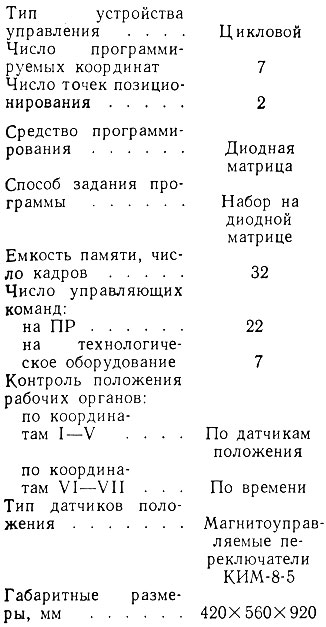 Тип устройства
управления . . . . Цикловой
Число программи-
руемых координат 7
Число точек позицио-
нирования . . . . . 2
Средство программи-
рования . . . . . . Диодная
матрица
Способ задания про-
граммы . . . . . . Набор на
диодной
матрице
Емкость памяти, чис-
ло кадров . . . . . 32
Число управляющих
команд:
на ПР . . . . . . 22
на технологиче-
ское оборудование 7
Контроль положения
рабочих органов:
по координа-
там I—V . . . . По датчикам
положения
по координа-
там VI—VII . . . По времени
Тип датчиков поло-
жения . . . . . . . Магнитоуправ-
ляемые пе-
реключатели
КИМ-8-5
Габаритные разме-
ры, мм . . . . . . 420×560×920